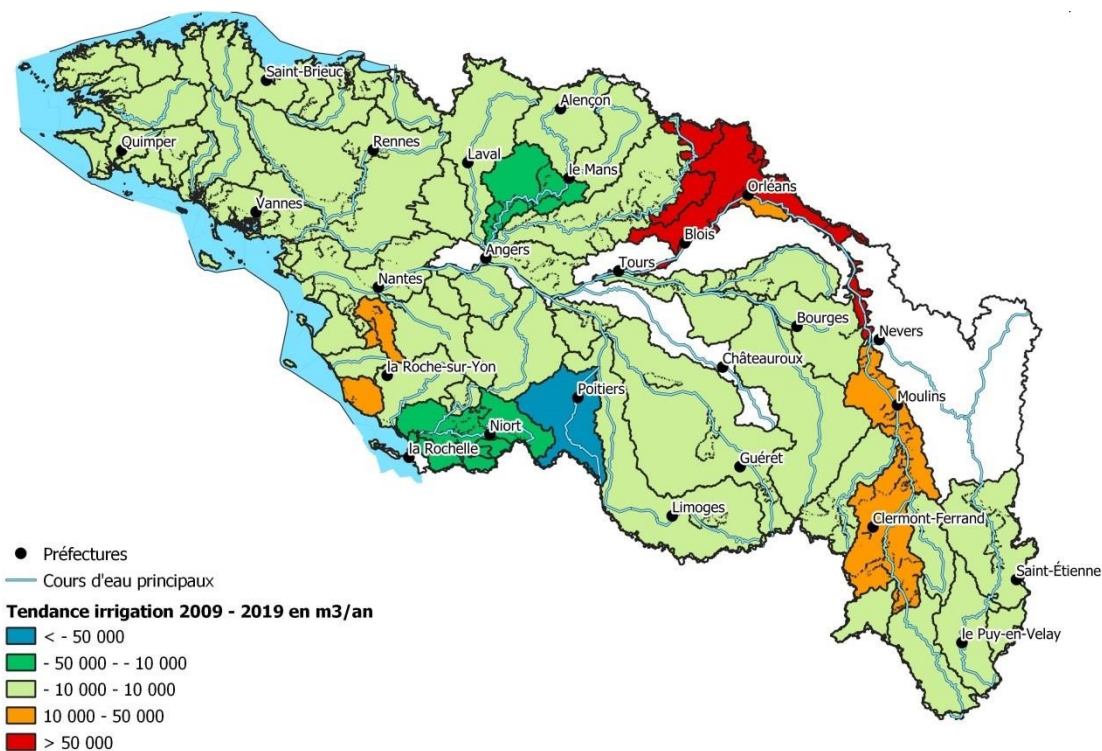 Saint-Brieuc
Alençon
Quimper
Rennes
Laval
le Mans
Orléans
Vannes
Blois
Angers
Tours
Nantes
Bourges
Nevers
Châteauroux
la Roche-sur-Yon
Poitiers
Moulins
Niort
la Rochelle
Guéret
Limoges
Clermont-Ferrand
Saint-Étienne
le Puy-en-Velay
Préfectures
Cours d'eau principaux
Tendance irrigation 2009 - 2019 en m3/an
< - 50 000
- 50 000 - - 10 000
- 10 000 - 10 000
10 000 - 50 000
> 50 000